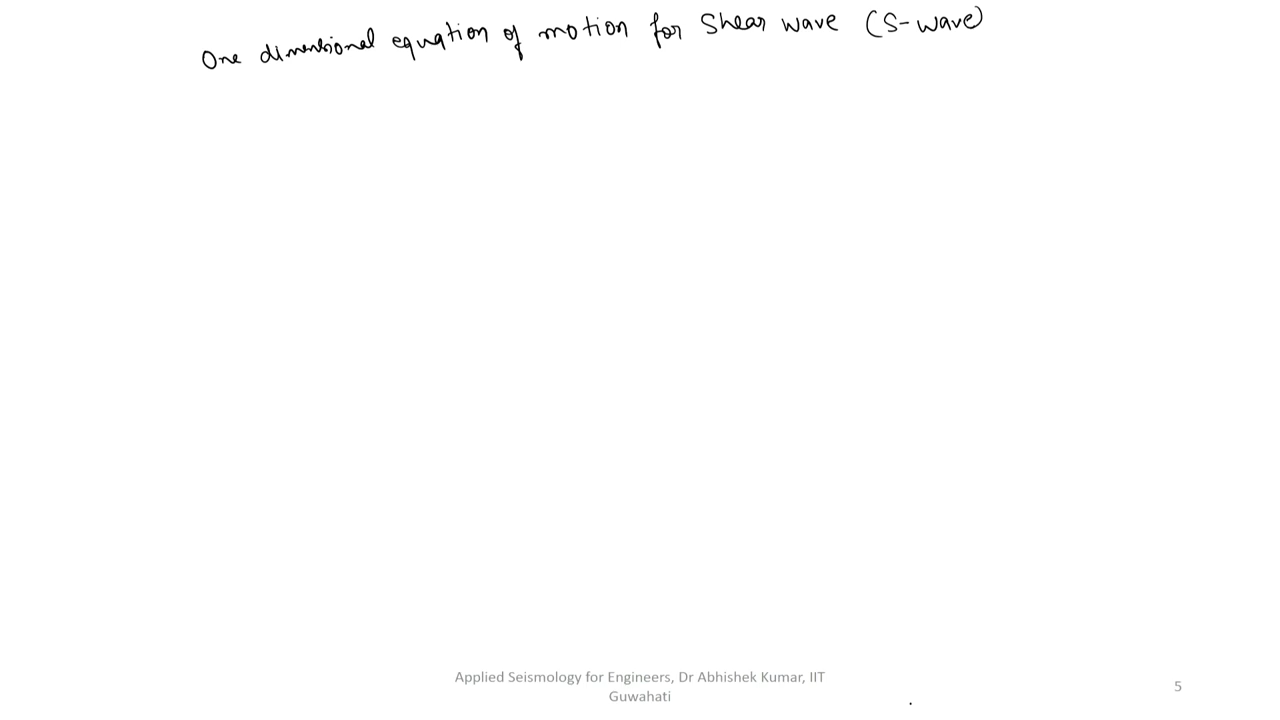 One dimensional equation of motion for Shear wave (S-wave)
Applied Seismology for Engineers, Dr Abhishek Kumar, IIT
Guwahati
5